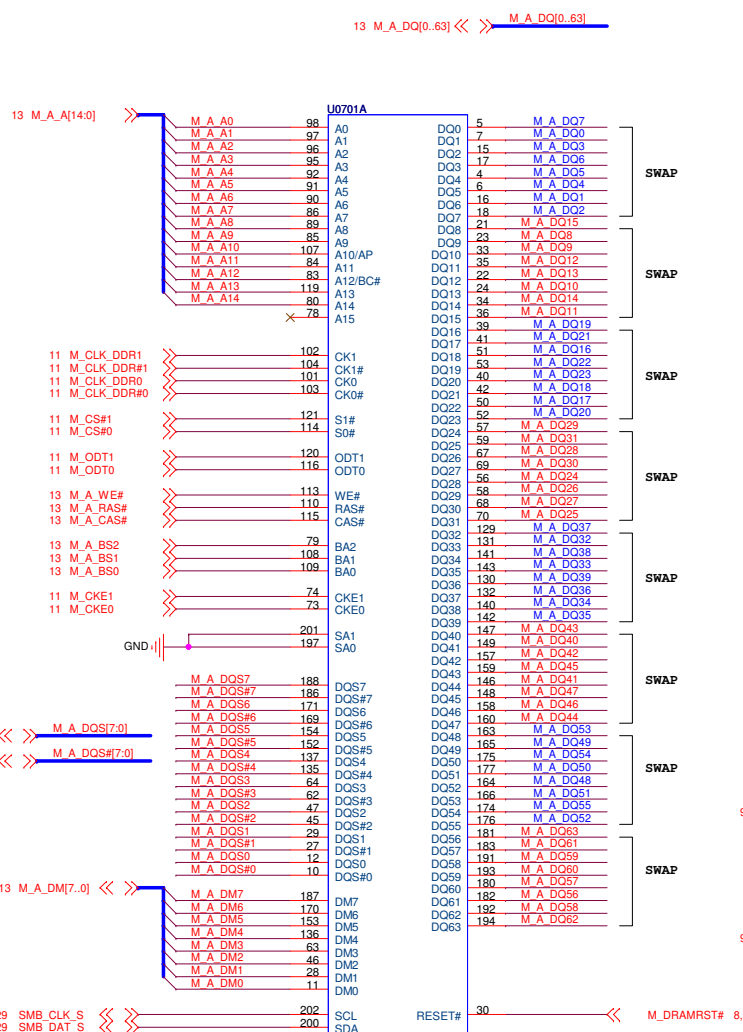 13 M_A_DQ[0..63] M_A_DQ[0..63]
13 M_A_A[14:0]
U0701A
M_A_A0 98 A0 DQ0 5 M_A_DQ7
M_A_A1 97 A1 DQ1 7 M_A_DQ0
M_A_A2 96 A2 DQ2 15 M_A_DQ3
M_A_A3 95 A3 DQ3 17 M_A_DQ6
M_A_A4 92 A4 DQ4 4 M_A_DQ5 SWAP
M_A_A5 91 A5 DQ5 6 M_A_DQ4
M_A_A6 90 A6 DQ6 16 M_A_DQ1
M_A_A7 86 A7 DQ7 18 M_A_DQ2
M_A_A8 89 A8 DQ8 21 M_A_DQ15
M_A_A9 85 A9 DQ9 23 M_A_DQ8
M_A_A10 107 A10/AP DQ10 33 M_A_DQ9
M_A_A11 84 A11 DQ11 35 M_A_DQ12
M_A_A12 83 A12/BC# DQ12 22 M_A_DQ13 SWAP
M_A_A13 119 A13 DQ13 24 M_A_DQ10
M_A_A14 80 A14 DQ14 34 M_A_DQ14
78 A15 DQ15 36 M_A_DQ11
DQ16 39 M_A_DQ19
DQ17 41 M_A_DQ21
11 M_CLK_DDR1 102 CK1 DQ18 51 M_A_DQ16
11 M_CLK_DDR#1 104 CK1# DQ19 53 M_A_DQ22
11 M_CLK_DDR0 101 CK0 DQ20 40 M_A_DQ23 SWAP
11 M_CLK_DDR#0 103 CK0# DQ21 42 M_A_DQ18
DQ22 50 M_A_DQ17
11 M_CS#1 121 S1# DQ23 52 M_A_DQ20
11 M_CS#0 114 S0# DQ24 57 M_A_DQ29
DQ25 59 M_A_DQ31
11 M_ODT1 120 ODT1 DQ26 67 M_A_DQ28
11 M_ODT0 116 ODT0 DQ27 69 M_A_DQ30
DQ28 56 M_A_DQ24 SWAP
11 M_A_WE# 113 WE# DQ29 58 M_A_DQ26
13 M_A_RAS# 110 RAS# DQ30 68 M_A_DQ27
13 M_A_CAS# 115 CAS# DQ31 70 M_A_DQ25
DQ32 129 M_A_DQ37
13 M_A_BS2 79 BA2 DQ33 131 M_A_DQ32
13 M_A_BS1 108 BA1 DQ34 141 M_A_DQ38
13 M_A_BS0 109 BA0 DQ35 143 M_A_DQ33
DQ36 130 M_A_DQ39 SWAP
11 M_CKE1 74 CKE1 DQ37 132 M_A_DQ36
11 M_CKE0 73 CKE0 DQ38 140 M_A_DQ34
DQ39 142 M_A_DQ35
201 SA1 DQ40 147 M_A_DQ43
GND 197 SA0 DQ41 149 M_A_DQ40
DQ42 157 M_A_DQ42
DQ43 159 M_A_DQ45
M_A_DQS7 188 DQS7 DQ44 146 M_A_DQ41 SWAP
M_A_DQS#7 186 DQS#7 DQ45 148 M_A_DQ47
M_A_DQS6 171 DQS6 DQ46 158 M_A_DQ46
M_A_DQS#6 169 DQS#6 DQ47 160 M_A_DQ44
M_A_DQS[7:0] M_A_DQS5 154 DQS5 DQ48 163 M_A_DQ53
M_A_DQS#5 152 DQS#5 DQ49 165 M_A_DQ49
M_A_DQS#[7:0] M_A_DQS4 137 DQS4 DQ50 175 M_A_DQ54
M_A_DQS#4 135 DQS#4 DQ51 177 M_A_DQ50
M_A_DQS3 64 DQS3 DQ52 164 M_A_DQ48 SWAP
M_A_DQS#3 62 DQS#3 DQ53 166 M_A_DQ51
M_A_DQS2 47 DQS2 DQ54 174 M_A_DQ55
M_A_DQS#2 45 DQS#2 DQ55 176 M_A_DQ52
M_A_DQS1 29 DQS1 DQ56 181 M_A_DQ63
M_A_DQS#1 27 DQS#1 DQ57 183 M_A_DQ61
M_A_DQS0 12 DQS0 DQ58 191 M_A_DQ59
M_A_DQS#0 10 DQS#0 DQ59 193 M_A_DQ60 SWAP
13 M_A_DM[7..0] DQ60 180 M_A_DQ57
M_A_DM7 187 DM7 DQ61 182 M_A_DQ56
M_A_DM6 170 DM6 DQ62 192 M_A_DQ58
M_A_DM5 153 DM5 DQ63 194 M_A_DQ62
M_A_DM4 136 DM4
M_A_DM3 63 DM3
M_A_DM2 46 DM2
M_A_DM1 28 DM1
M_A_DM0 11 DM0
29 SMB_CLK_S 202 SCL RESET# 30 M_DRAMRST# 8,
29 SMB_DAT_S 200 SDA